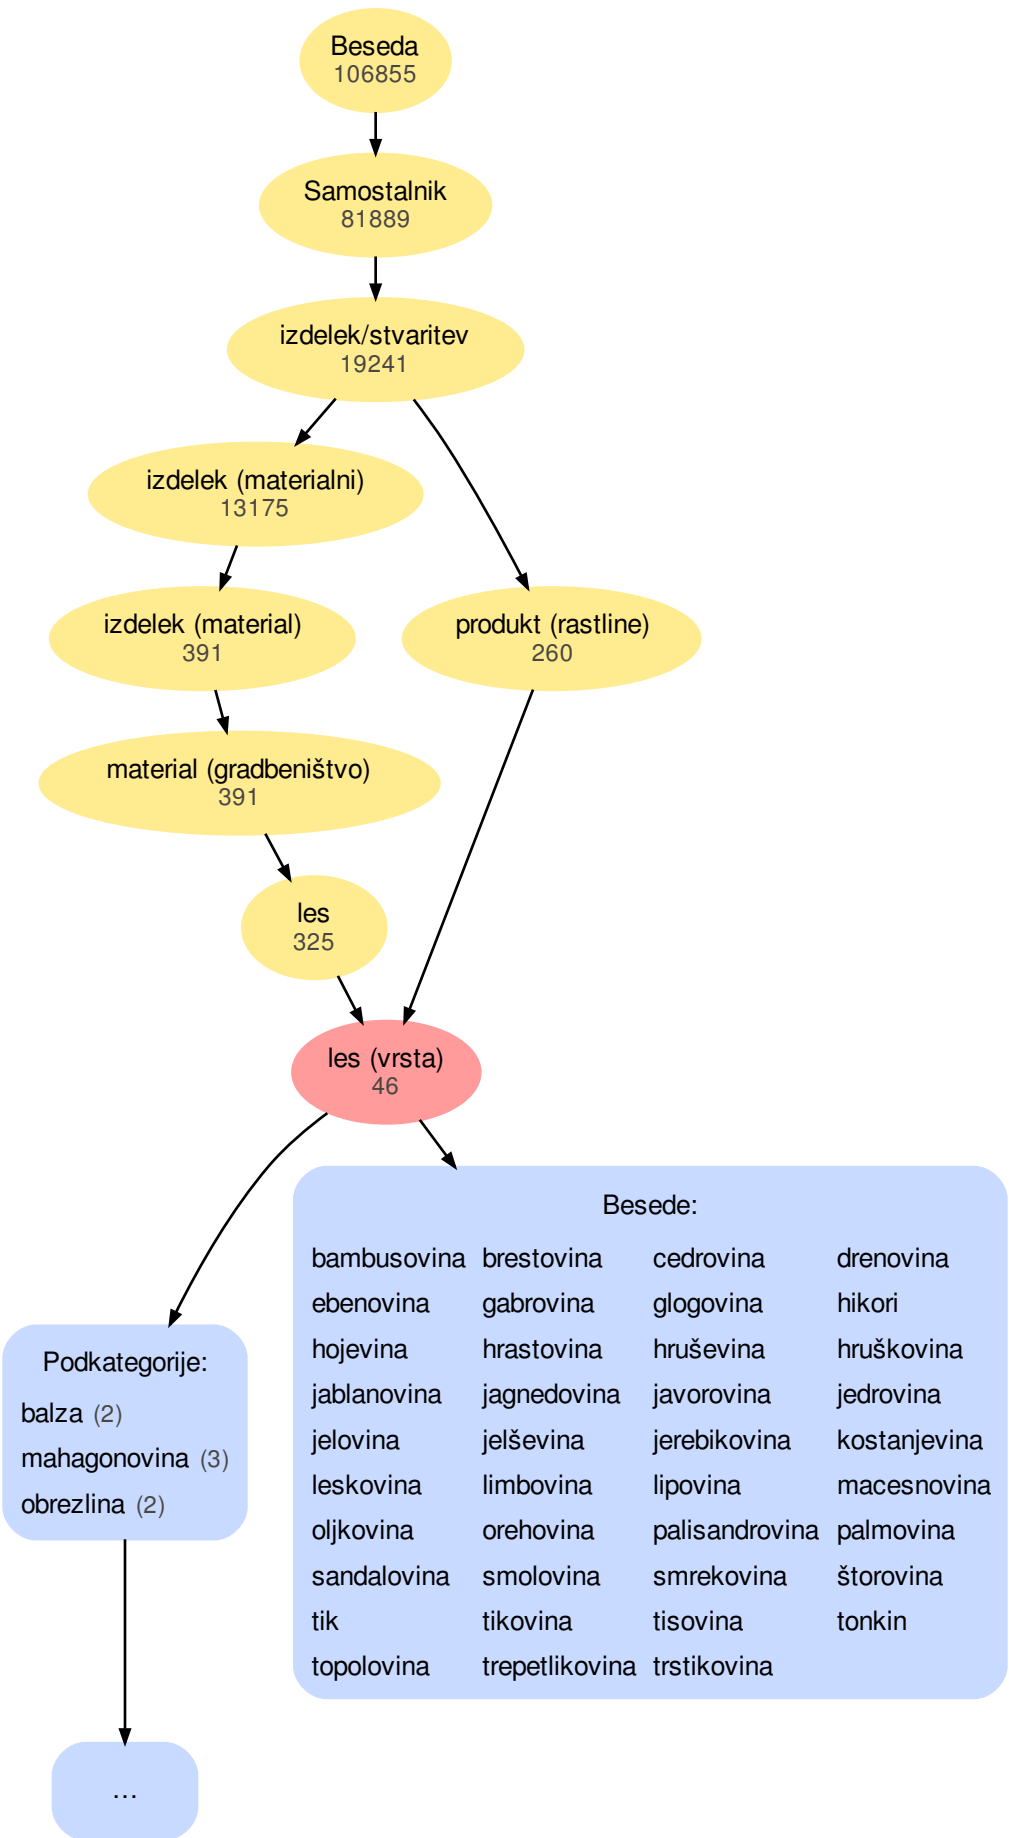 Beseda
106855
Samostalnik
81889
izdelek/stvaritev
19241
izdelek (materialni)
13175
izdelek (material)
391
produkt (rastline)
260
material (gradbeništvo)
391
les
325
les (vrsta)
46
Besede:
bambusovina brestovina cedrovina drenovina
ebenovina gabrovina glogovina hikori
hojevina hrastovina hruševina hruškovina
jablanovina jagnedovina javorovina jedrovina
jelovina jelševina jerebikovina kostanjevina
leskovina limbovina lipovina macesnovina
oljkovina orehovina palisandrovina palmovina
sandalovina smolovina smrekovina štorovina
tik tikovina tisovina tonkin
topolovina trepetlikovina trstikovina
Podkategorije:
balza (2)
mahagonovina (3)
obrezlina (2)
...